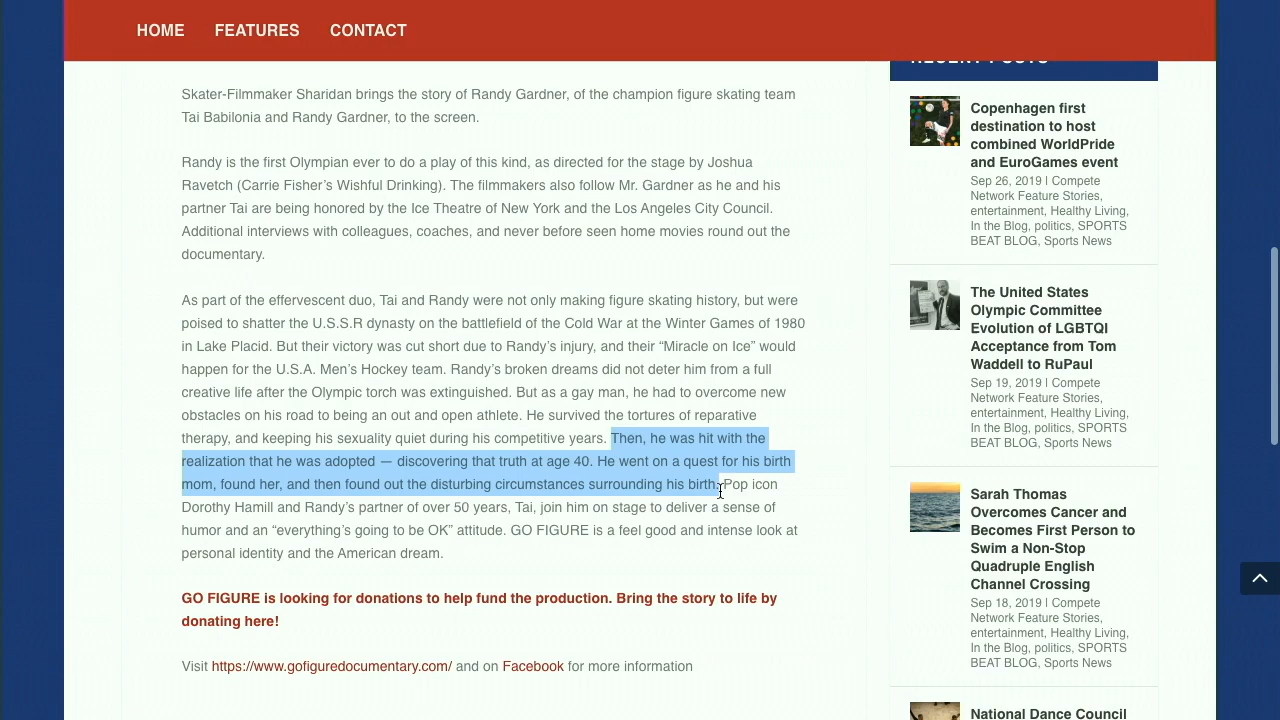 HOME FEATURES CONTACT
Skater-Filmmaker Sheridan brings the story of Randy Gardner, of the champion figure skating team
Tai Babilonia and Randy Gardner, to the screen.
Randy is the first Olympian ever to do a play of this kind, as directed for the stage by Joshua
Ravetch (Carrie Fisher’s Wishful Drinking). The filmmakers also follow Mr. Gardner as he and his
partner Tai are being honored by the Ice Theatre of New York and the Los Angeles City Council.
Additional interviews with colleagues, coaches, and never before seen home movies round out the
documentary.
As part of the effervescent duo, Tai and Randy were not only making figure skating history, but were
poised to shatter the U.S.S.R dynasty on the battlefield of the Cold War at the Winter Games of 1980
in Lake Placid. But their victory was cut short due to Randy’s injury, and their “Miracle on Ice” would
happen for the U.S.A. Men’s Hockey team. Randy’s broken dreams did not deter him from a full
creative life after the Olympic torch was extinguished. But as a gay man, he had to overcome new
obstacles on his road to being an out and open athlete. He survived the tortures of reparative
therapy, and keeping his sexuality quiet during his competitive years. Then, he was hit with the
realization that he was adopted — discovering that truth at age 40. He went on a quest for his birth
mom, found her, and then found out the disturbing circumstances surrounding his birth. Pop icon
Dorothy Hamill and Randy’s partner of over 50 years, Tai, join him on stage to deliver a sense of
humor and an “everything’s going to be OK” attitude. GO FIGURE is a feel good and intense look at
personal identity and the American dream.
GO FIGURE is looking for donations to help fund the production. Bring the story to life by
donating here!
Visit https://www.gofiguredocumentary.com/ and on Facebook for more information
RECENT POSTS
Copenhagen first
destination to host
combined WorldPride
and EuroGames event
Sep 26, 2019 | Compete
Network Feature Stories,
entertainment, Healthy Living,
In the Blog, politics, SPORTS
BEAT BLOG, Sports News
The United States
Olympic Committee
Evolution of LGBTQI
Acceptance from Tom
Waddell to RuPaul
Sep 19, 2019 | Compete
Network Feature Stories,
entertainment, Healthy Living,
In the Blog, politics, SPORTS
BEAT BLOG, Sports News
Sarah Thomas
Overcomes Cancer and
Becomes First Person to
Swim a Non-Stop
Quadruple English
Channel Crossing
Sep 18, 2019 | Compete
Network Feature Stories,
entertainment, Healthy Living,
In the Blog, politics, SPORTS
BEAT BLOG, Sports News
National Dance Council